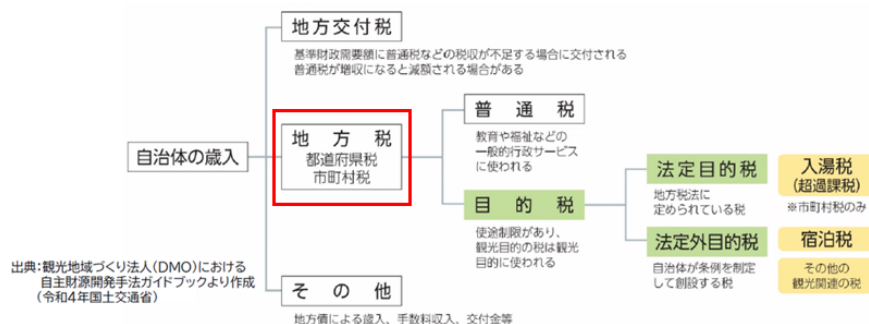 地方交付税
基準財政需要額に普通税などの税収が不足する場合に交付される
普通税が増収になると減額される場合がある
自治体の歳入
地方税
都道府県税
市町村税
普通税
教育や福祉などの
一般的行政サービス
に使われる
目的税
使途制限があり、
観光目的の税は観光
目的に使われる
法定目的税
地方税法に
定められている税
入湯税
(超過課税)
※市町村税のみ
法定外目的税
自治体が条例を制定
して創設する税
宿泊税
その他の
観光関連の税
その他
地方債による歳入、手数料収入、交付金等
出典:観光地域づくり法人(DMO)における
自主財源開発手法ガイドブックより作成
(令和4年国土交通省)